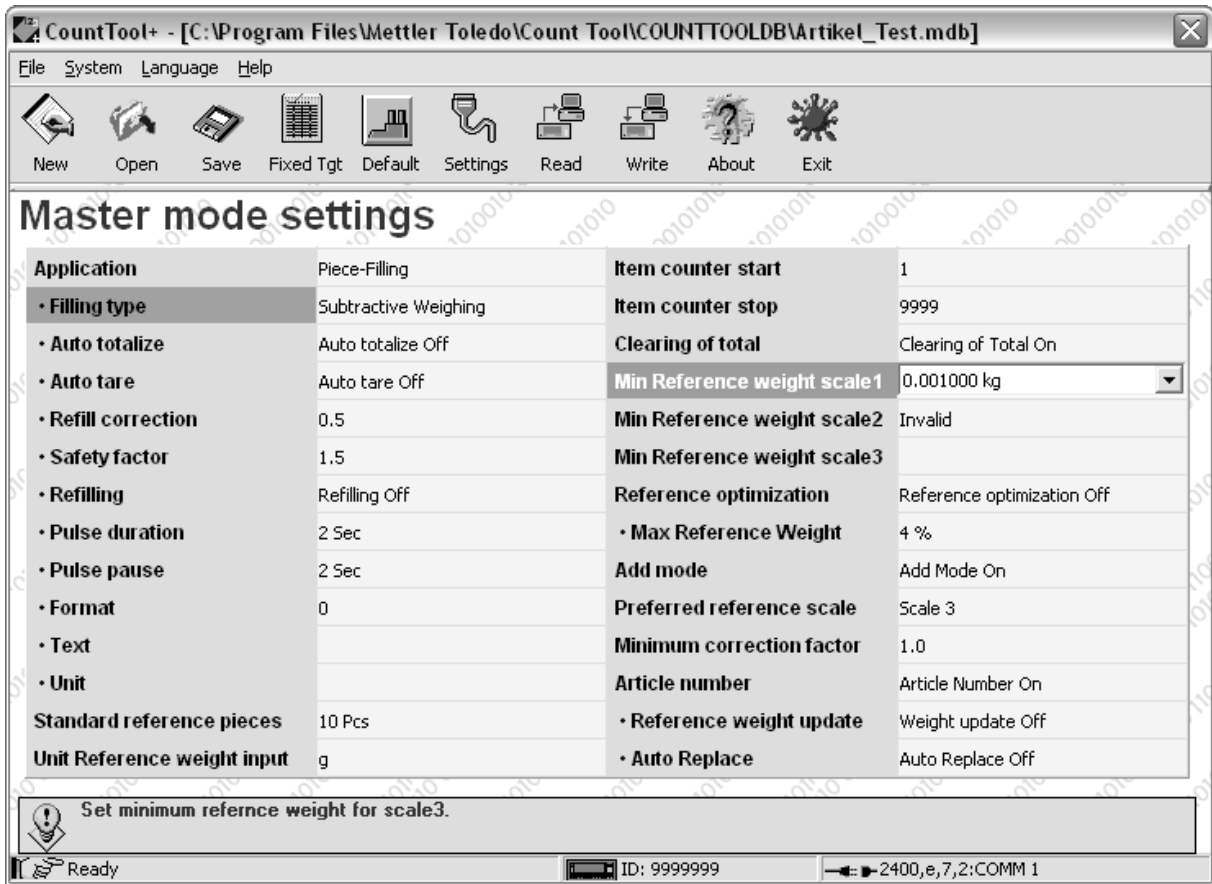 CountTool+ - [C:\Program Files\Mettler Toledo\Count Tool\COUNTTOOLDB\Artikel_Test.mdb]
File System Language Help
New Open Save Fixed Tgt Default Settings Read Write About Exit
Master mode settings
Application Piece-Filling Item counter start 1
• Filling type Subtractive Weighing Item counter stop 9999
• Auto totalize Auto totalize Off Clearing of total Clearing of Total On
• Auto tare Auto tare Off Min Reference weight scale1 0.001000 kg
• Refill correction 0.5 Min Reference weight scale2 Invalid
• Safety factor 1.5 Min Reference weight scale3
• Refilling Refilling Off Reference optimization Reference optimization Off
• Pulse duration 2 Sec • Max Reference Weight 4 %
• Pulse pause 2 Sec Add mode Add Mode On
• Format 0 Preferred reference scale Scale 3
• Text Minimum correction factor 1.0
• Unit Article number Article Number On
Standard reference pieces 10 Pcs • Reference weight update Weight update Off
Unit Reference weight input g • Auto Replace Auto Replace Off
Set minimum refernce weight for scale3.
Ready ID: 9999999 2400,e,7,2:COMM 1